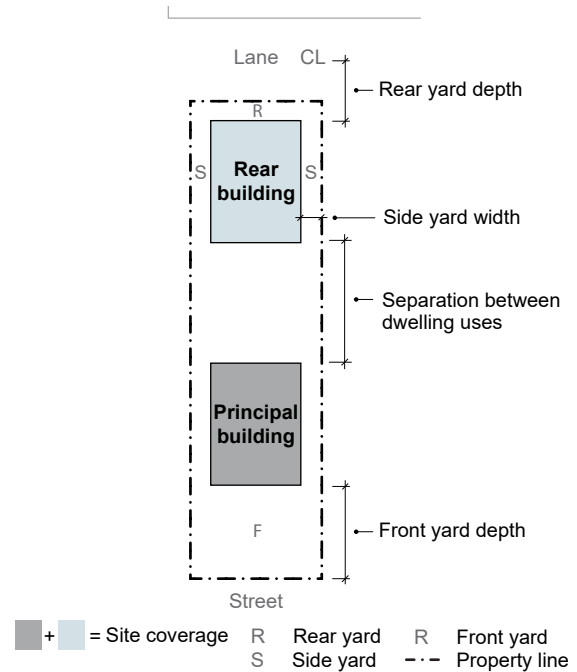 Lane CL
Rear yard depth
R
S
Rear
building
S
Side yard width
Separation between
dwelling uses
Principal
building
F
Front yard depth
Street
+ = Site coverage R Rear yard R Front yard
S Side yard Property line